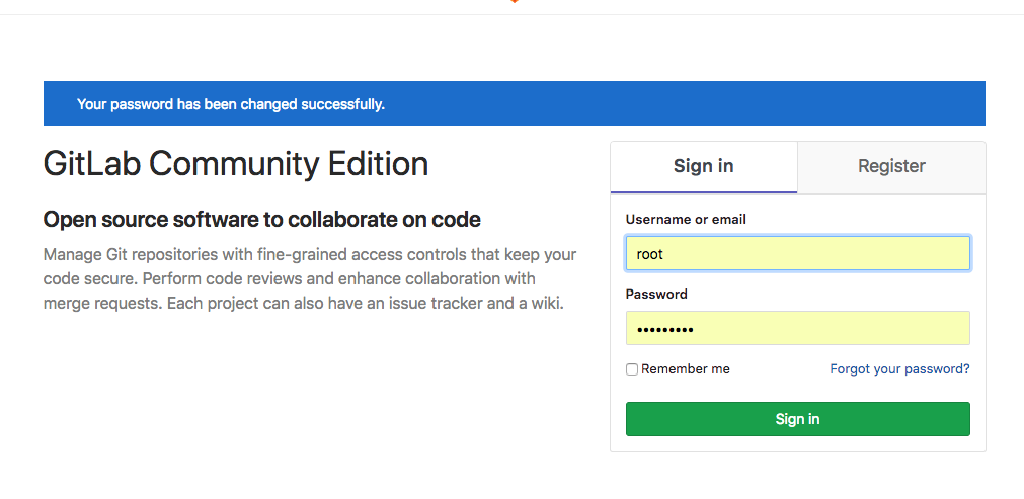 Your password has been changed successfully.
GitLab Community Edition
Open source software to collaborate on code
Manage Git repositories with fine-grained access controls that keep your
code secure. Perform code reviews and enhance collaboration with
merge requests. Each project can also have an issue tracker and a wiki.
Sign in
Register
Username or email
root
Password
•••••••••
Remember me
Forgot your password?
Sign in